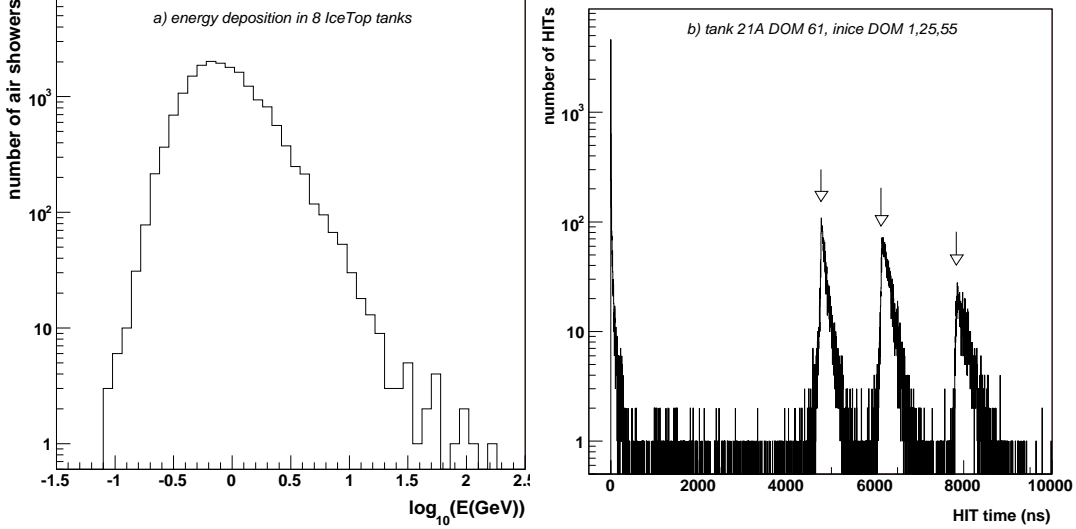 a) energy deposition in 8 IceTop tanks
number of air showers
10³
10²
10
1
-1.5 -1 -0.5 0 0.5 1 1.5 2 2.5
log₁₀(E(GeV))
b) tank 21A DOM 61, inice DOM 1,25,55
number of HITs
10³
10²
10
1
0 2000 4000 6000 8000 10000
HIT time (ns)